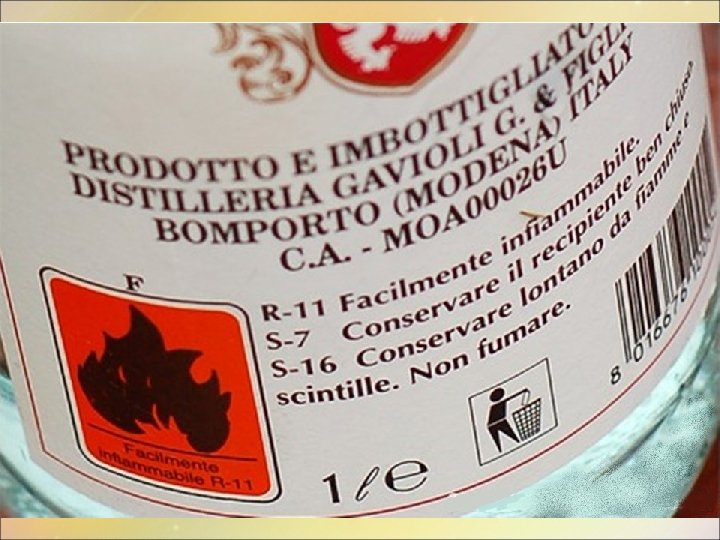 PRODOTTO E IMBOTTIGLIATO
DISTILLERIA GAVIOLI G. & FIGLI
BOMPORTO (MODENA) ITALY
C.A. - MOA00026U
F
R-11 Facilmente infiammabile.
S-7 Conservare il recipiente ben chiuso
S-16 Conservare lontano da fiamme e
scintille. Non fumare.
Facilmente
infiammabile R-11
1 ℓ e